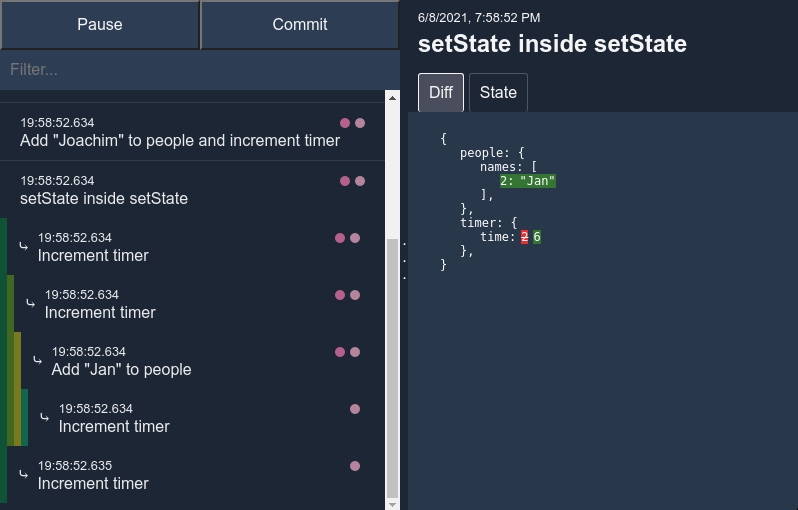 Pause
Commit
Filter...
19:58:52.634
Add "Joachim" to people and increment timer
19:58:52.634
setState inside setState
19:58:52.634
Increment timer
19:58:52.634
Increment timer
19:58:52.634
Add "Jan" to people
19:58:52.634
Increment timer
19:58:52.635
Increment timer
6/8/2021, 7:58:52 PM
setState inside setState
Diff
State
{
people: {
names: [
2: "Jan"
],
},
timer: {
time: 2 6
},
}